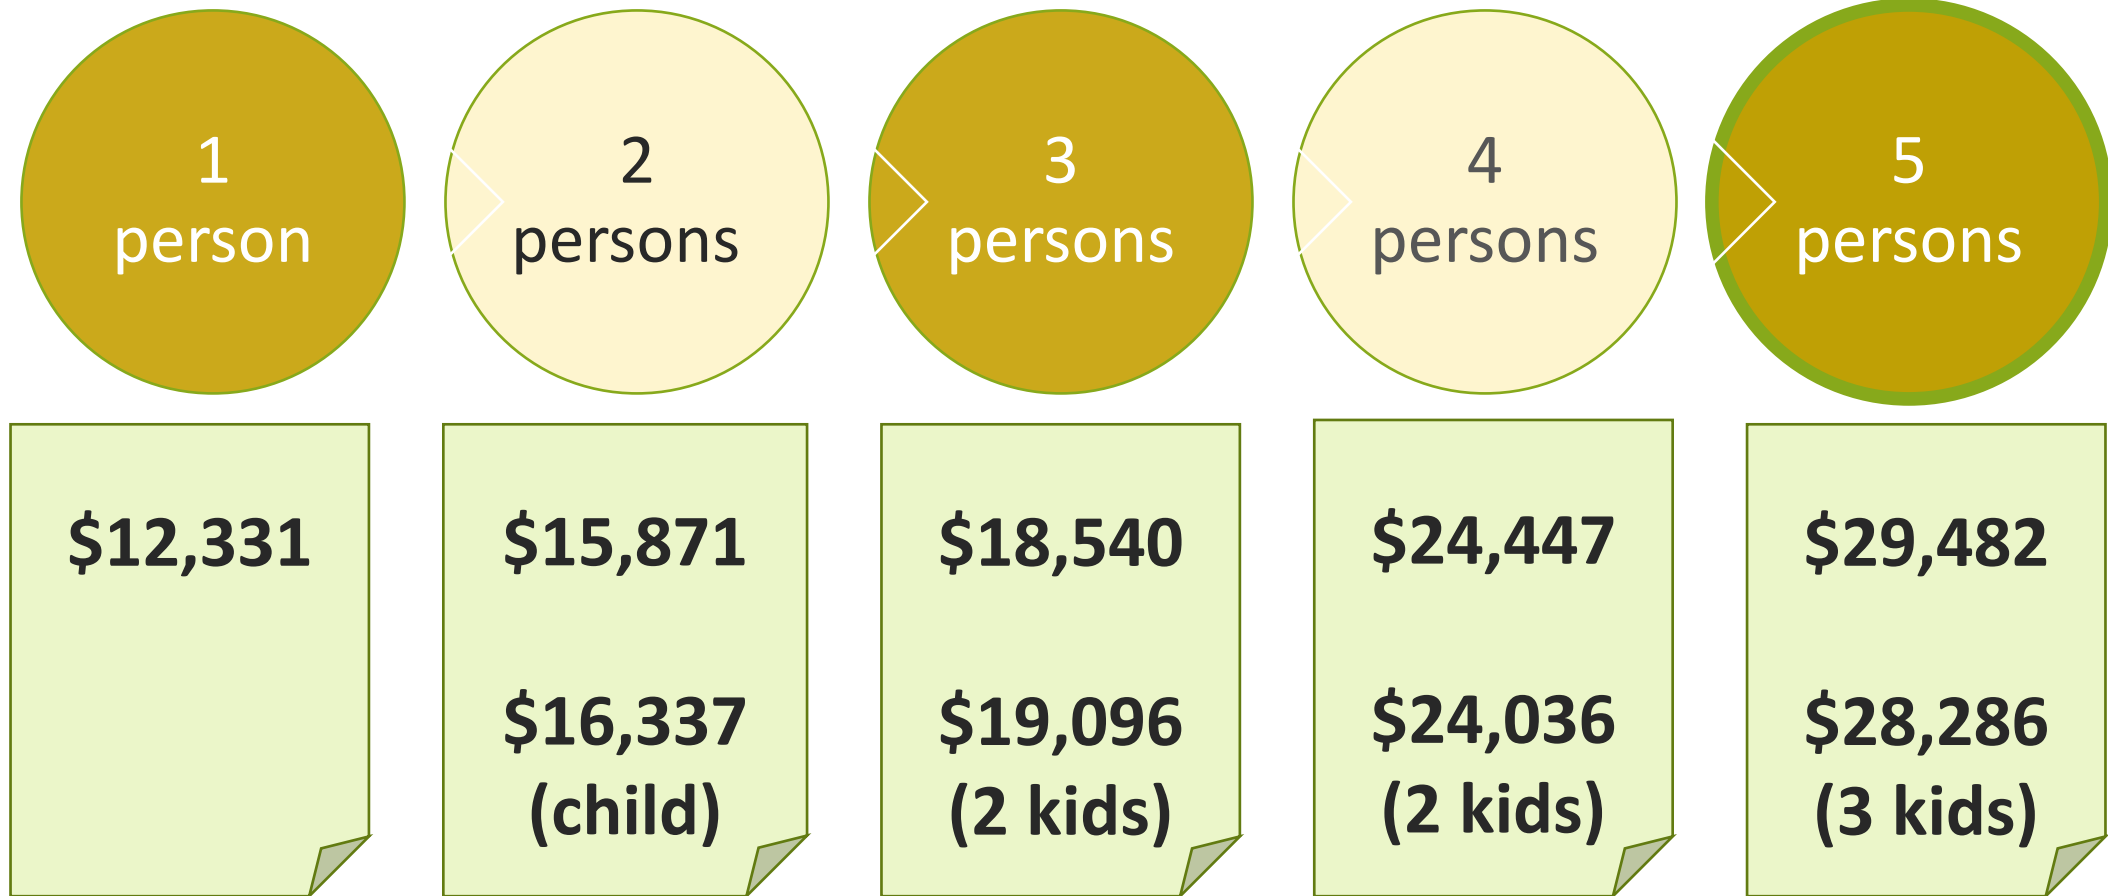 1
person
2
persons
3
persons
4
persons
5
persons
$12,331
$15,871
$16,337
(child)
$18,540
$19,096
(2 kids)
$24,447
$24,036
(2 kids)
$29,482
$28,286
(3 kids)